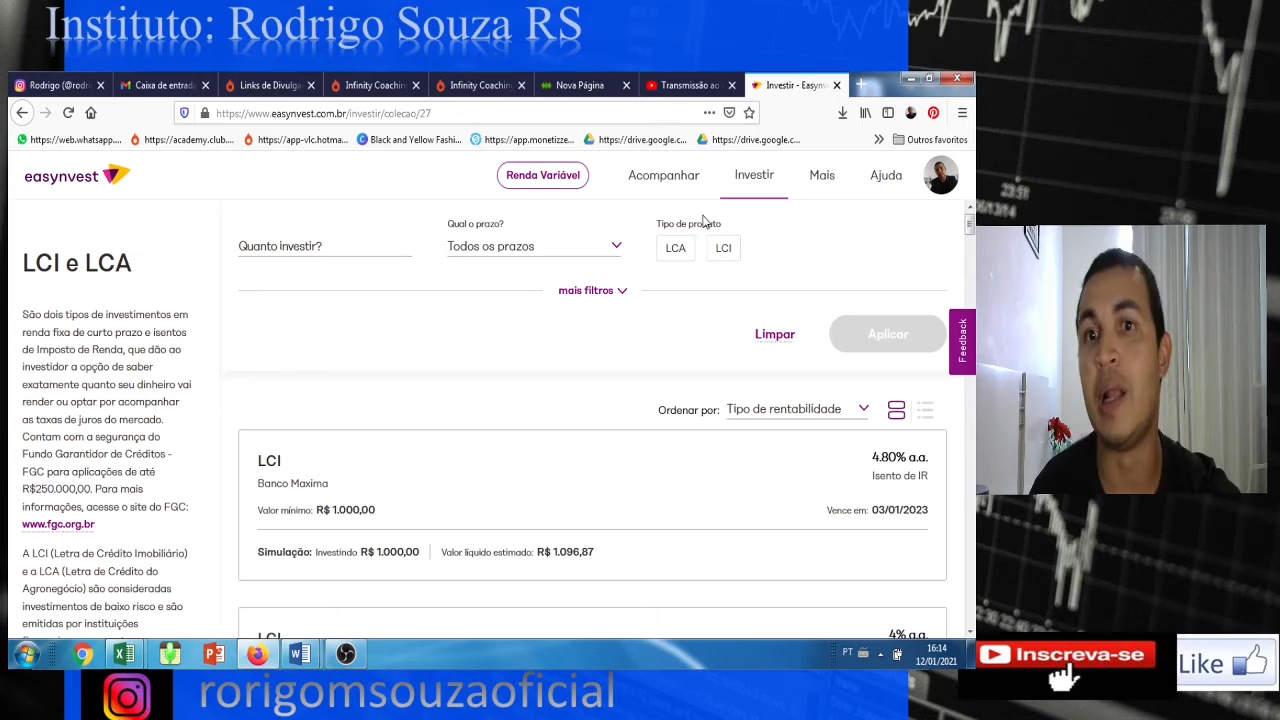 Instituto: Rodrigo Souza RS
Rodrigo (@rodri
Caixa de entrada
Links de Divulga
Infinity Coaching
Infinity Coaching
Nova Página
Transmissão ao
Investir - Easynv
https://www.easynvest.com.br/investir/colecao/27
https://web.whatsapp....
https://academy.club....
https://app-vlc.hotma...
Black and Yellow Fashi...
https://app.monetizze...
https://drive.google.c...
https://drive.google.c...
Outros favoritos
easynvest
Renda Variável
Acompanhar
Investir
Mais
Ajuda
LCI e LCA
São dois tipos de investimentos em
renda fixa de curto prazo e isentos
de Imposto de Renda, que dão ao
investidor a opção de saber
exatamente quanto seu dinheiro vai
render ou optar por acompanhar
as taxas de juros do mercado.
Contam com a segurança do
Fundo Garantidor de Créditos -
FGC para aplicações de até
R$250.000,00. Para mais
informações, acesse o site do FGC:
www.fgc.org.br
A LCI (Letra de Crédito Imobiliário)
e a LCA (Letra de Crédito do
Agronegócio) são consideradas
investimentos de baixo risco e são
emitidas por instituições
Quanto investir?
Qual o prazo?
Todos os prazos
Tipo de produto
LCA
LCI
mais filtros
Limpar
Aplicar
Feedback
Ordenar por:
Tipo de rentabilidade
LCI
4.80% a.a.
Banco Maxima
Isento de IR
Valor mínimo: R$ 1.000,00
Vence em: 03/01/2023
Simulação: Investindo R$ 1.000,00
Valor líquido estimado: R$ 1.096,87
LCI
4% a.a.
PT
16:14
12/01/2021
Inscreva-se
Like
rorigomsouzaoficial
23:51